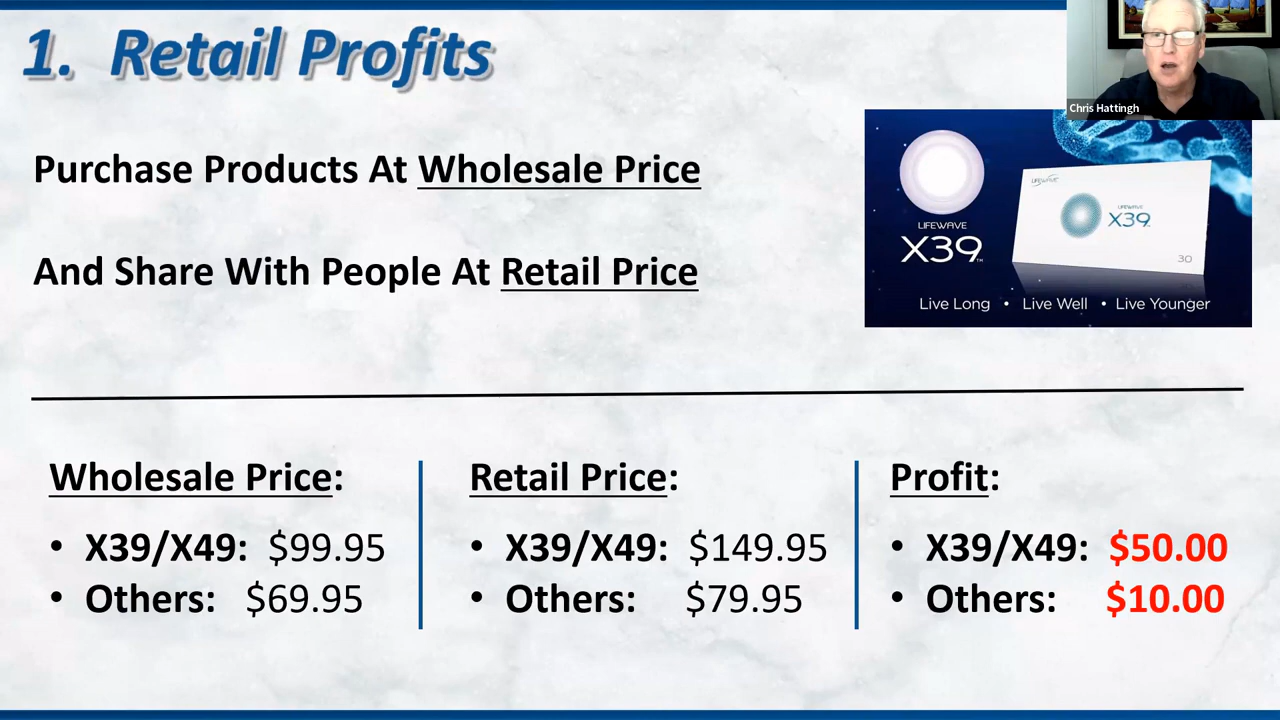 1. Retail Profits
Chris Hattingh
Purchase Products At Wholesale Price
And Share With People At Retail Price
LIFEWAVE
X39™
LIFEWAVE
LIFEWAVE
X39
30
Live Long • Live Well • Live Younger
Wholesale Price:
• X39/X49: $99.95
• Others: $69.95
Retail Price:
• X39/X49: $149.95
• Others: $79.95
Profit:
• X39/X49: $50.00
• Others: $10.00